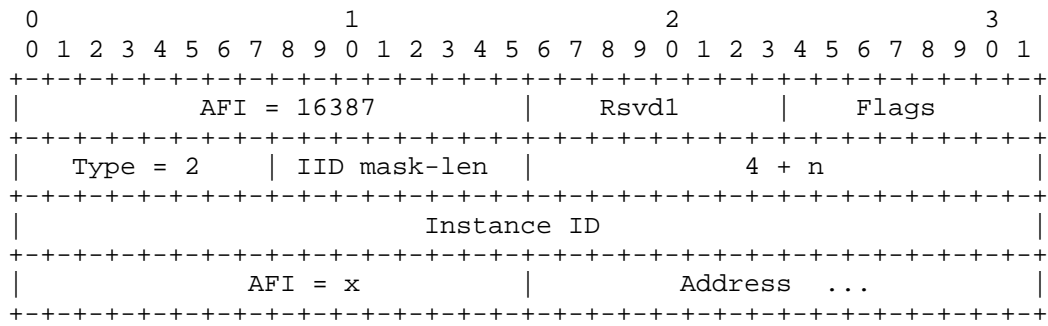 0                   1                   2                   3
0 1 2 3 4 5 6 7 8 9 0 1 2 3 4 5 6 7 8 9 0 1 2 3 4 5 6 7 8 9 0 1
+-+-+-+-+-+-+-+-+-+-+-+-+-+-+-+-+-+-+-+-+-+-+-+-+-+-+-+-+-+-+-+-+
|           AFI = 16387         |     Rsvd1     |     Flags     |
+-+-+-+-+-+-+-+-+-+-+-+-+-+-+-+-+-+-+-+-+-+-+-+-+-+-+-+-+-+-+-+-+
|   Type = 2    | IID mask-len  |             4 + n             |
+-+-+-+-+-+-+-+-+-+-+-+-+-+-+-+-+-+-+-+-+-+-+-+-+-+-+-+-+-+-+-+-+
|                         Instance ID                           |
+-+-+-+-+-+-+-+-+-+-+-+-+-+-+-+-+-+-+-+-+-+-+-+-+-+-+-+-+-+-+-+-+
|              AFI = x          |         Address  ...          |
+-+-+-+-+-+-+-+-+-+-+-+-+-+-+-+-+-+-+-+-+-+-+-+-+-+-+-+-+-+-+-+-+